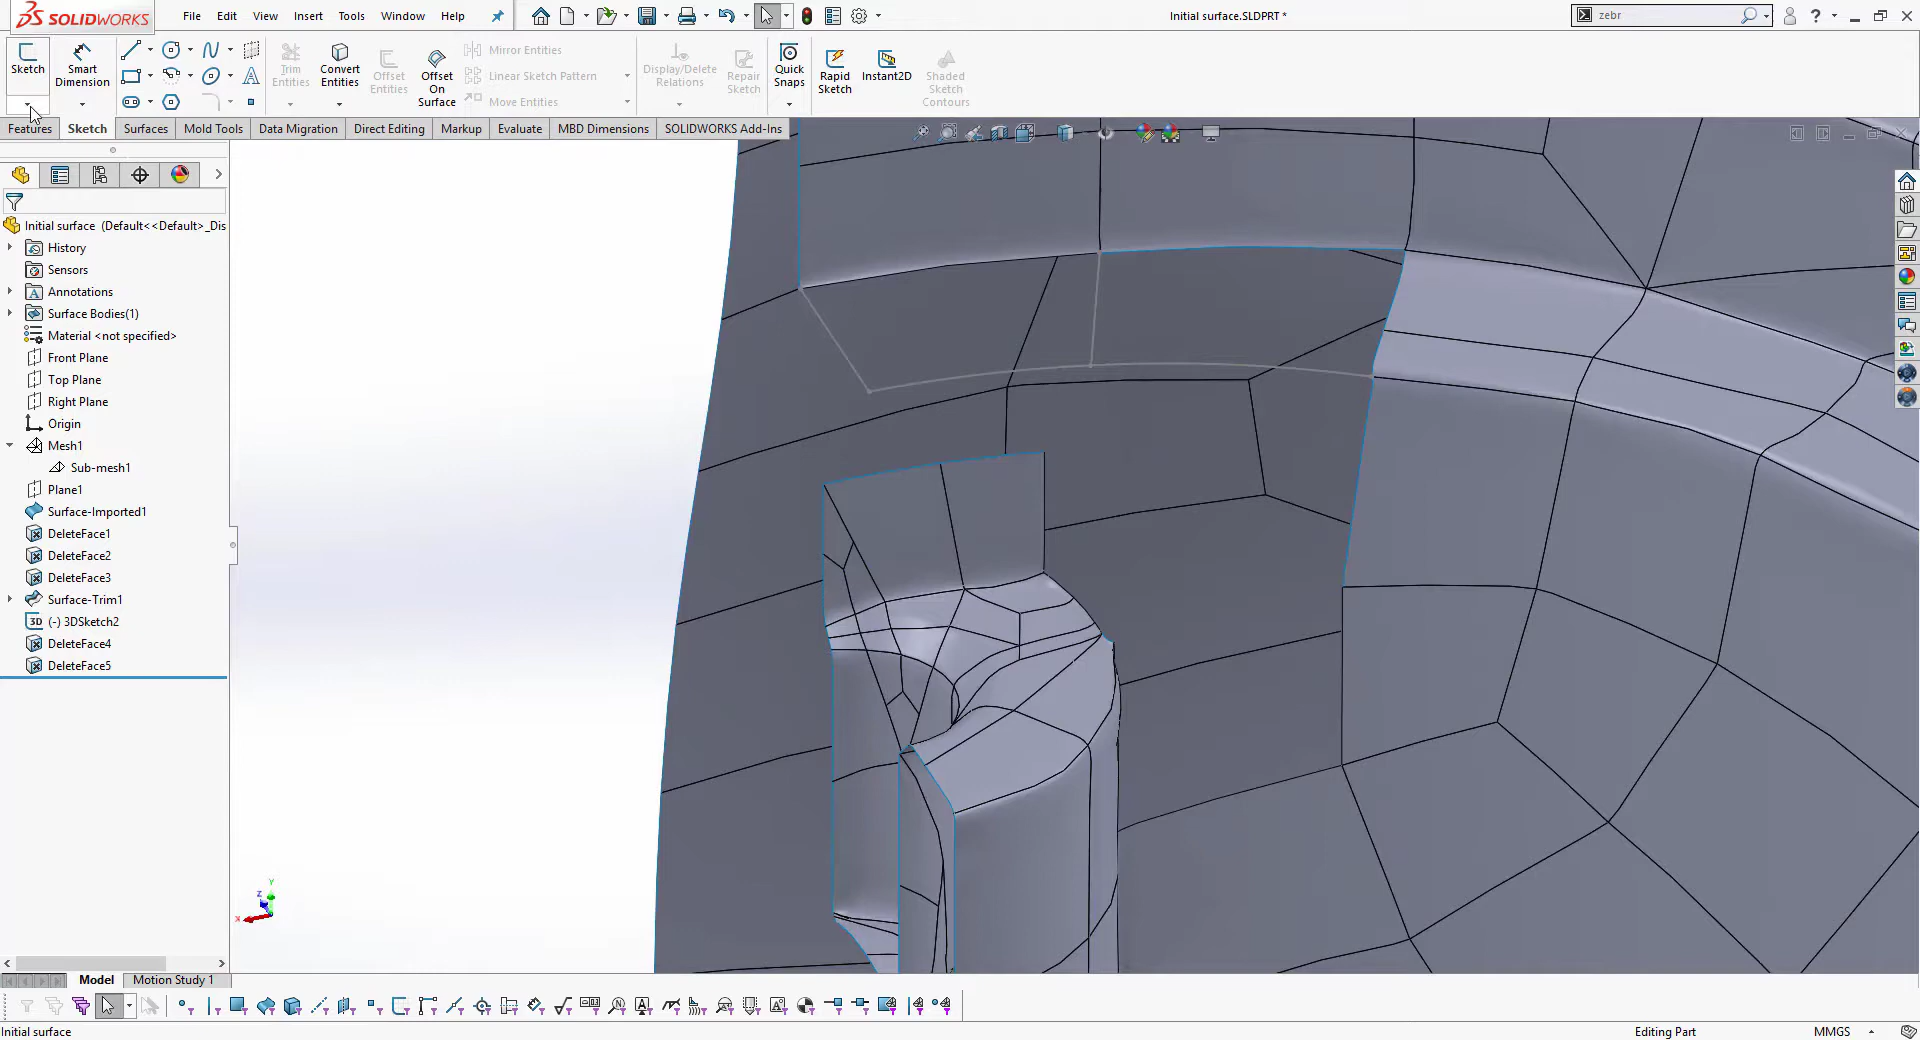 SOLIDWORKS
File Edit View Insert Tools Window Help
Initial surface.SLDPRT *
zebr
Sketch
Smart Dimension
Trim Entities
Convert Entities
Offset Entities
Offset On Surface
Mirror Entities
Linear Sketch Pattern
Move Entities
Display/Delete Relations
Repair Sketch
Quick Snaps
Rapid Sketch
Instant2D
Shaded Sketch Contours
Features Sketch Surfaces Mold Tools Data Migration Direct Editing Markup Evaluate MBD Dimensions SOLIDWORKS Add-Ins
Initial surface (Default<<Default>_Dis
History
Sensors
Annotations
Surface Bodies(1)
Material <not specified>
Front Plane
Top Plane
Right Plane
Origin
Mesh1
Sub-mesh1
Plane1
Surface-Imported1
DeleteFace1
DeleteFace2
DeleteFace3
Surface-Trim1
3D (-) 3DSketch2
DeleteFace4
DeleteFace5
Y
Z
X
Model Motion Study 1
Initial surface
Editing Part
MMGS